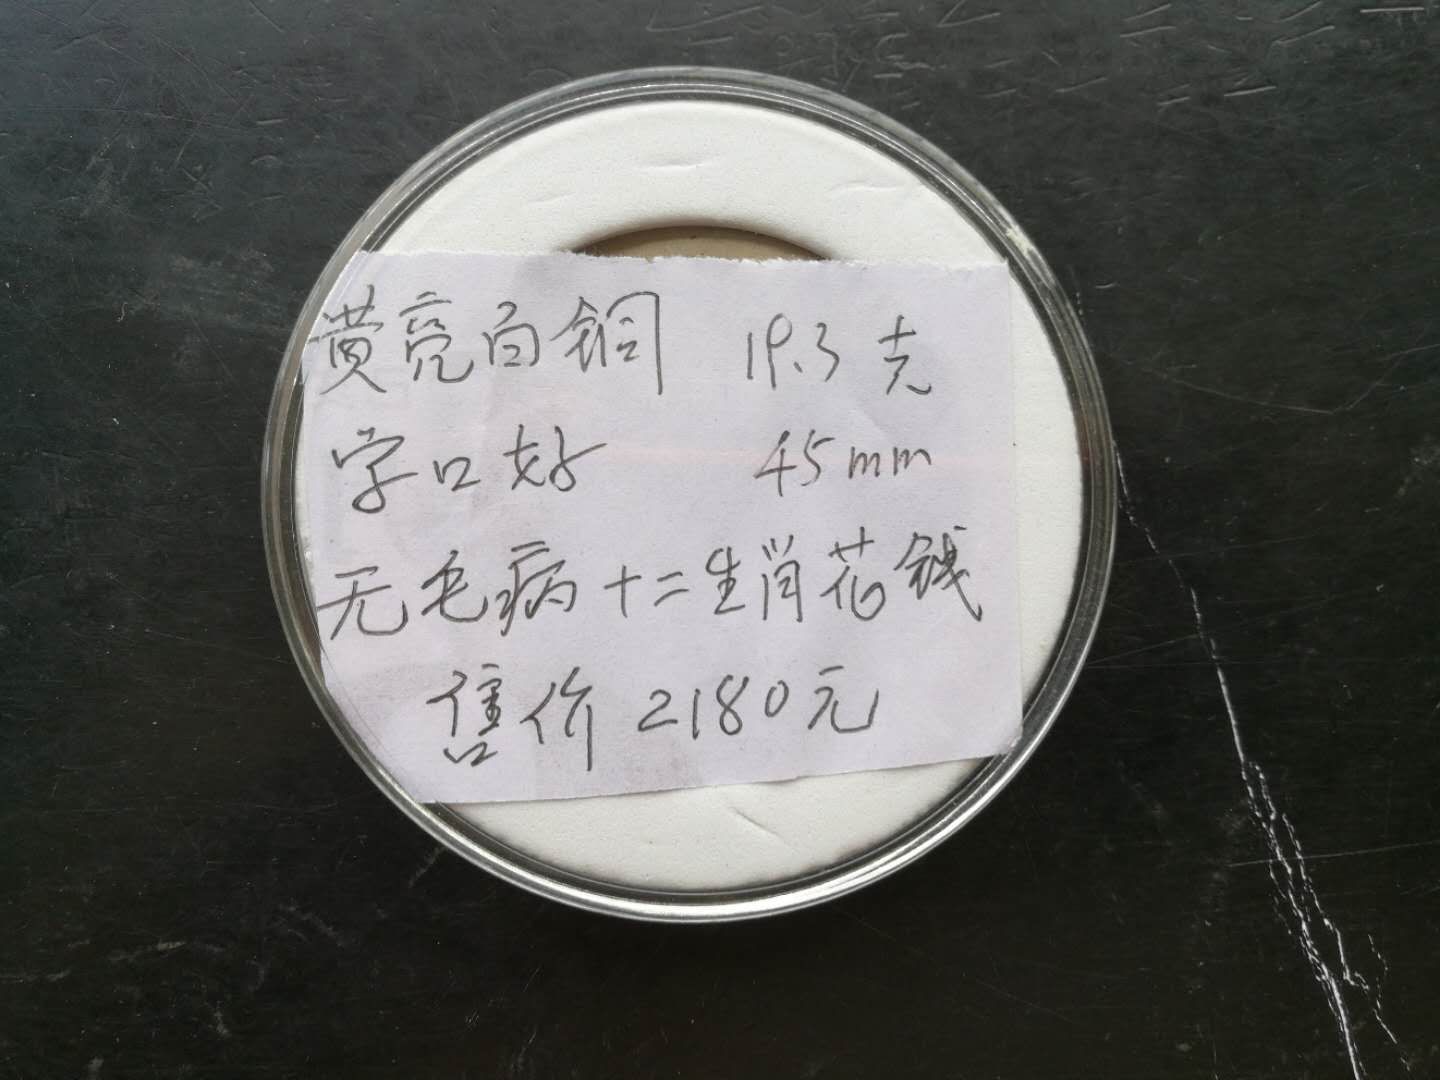 黄亮白铜 19.3克
字口好 45mm
无毛病十二生肖花钱
售价2180元